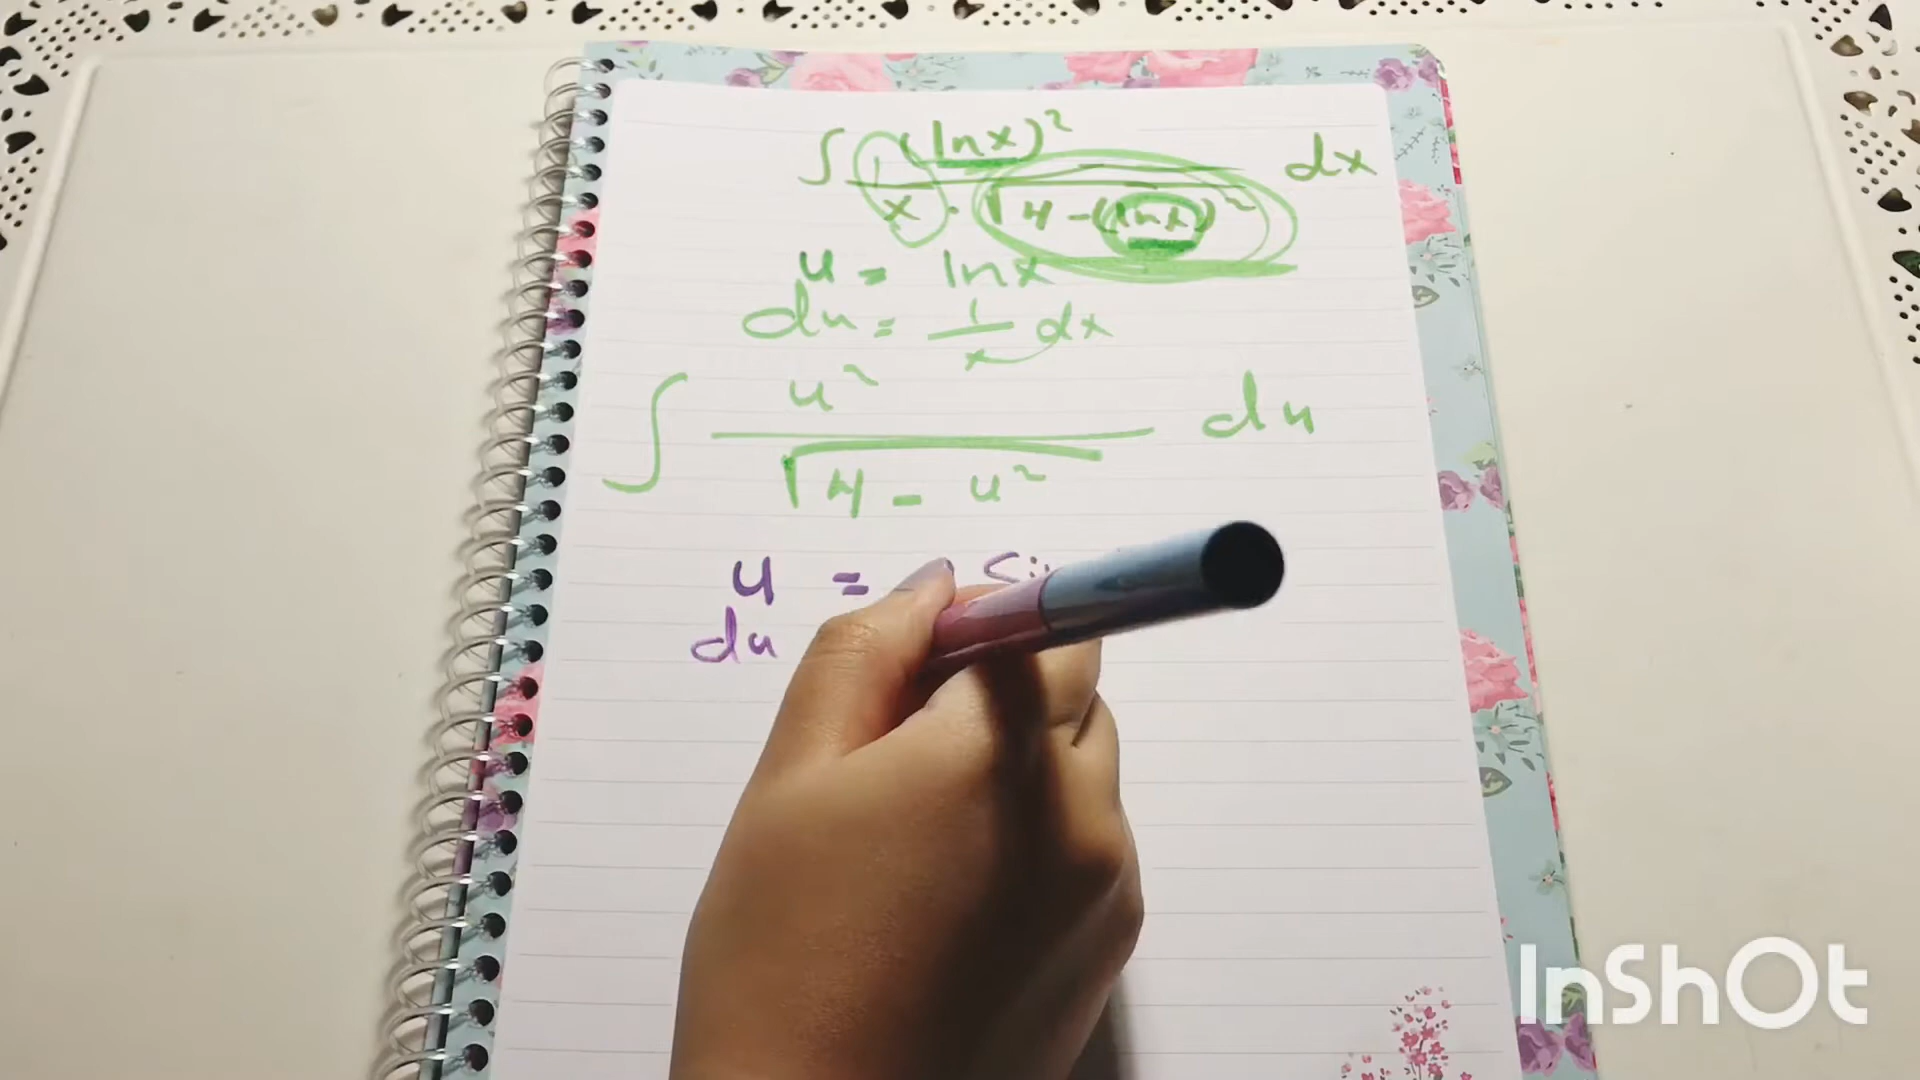 ∫ (ln x)² / x · √4 - (ln x)² dx
u = ln x
du = 1/x dx
∫ u² / √4 - u² du
u =
du
InShOt